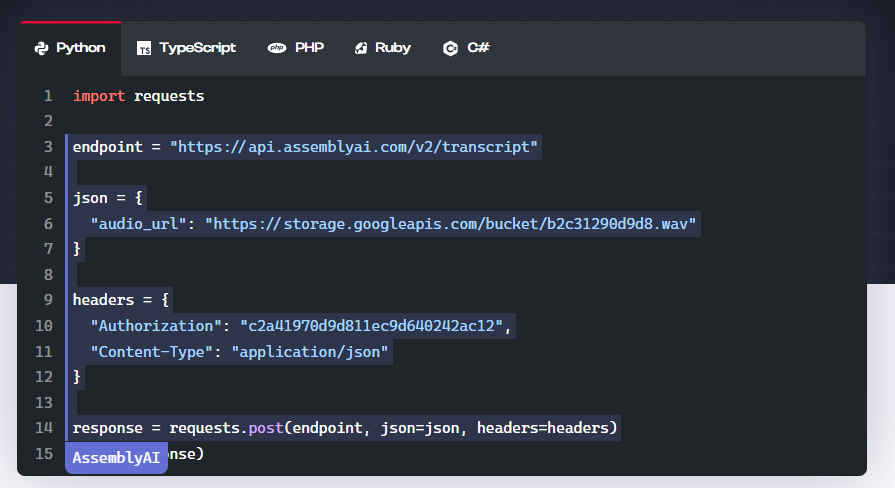 Python TypeScript PHP Ruby C#
1 import requests
2
3 endpoint = "https://api.assemblyai.com/v2/transcript"
4
5 json = {
6 "audio_url": "https://storage.googleapis.com/bucket/b2c31290d9d8.wav"
7 }
8
9 headers = {
10 "Authorization": "c2a41970d9d811ec9d640242ac12",
11 "Content-Type": "application/json"
12 }
13
14 response = requests.post(endpoint, json=json, headers=headers)
15 AssemblyAI nse)